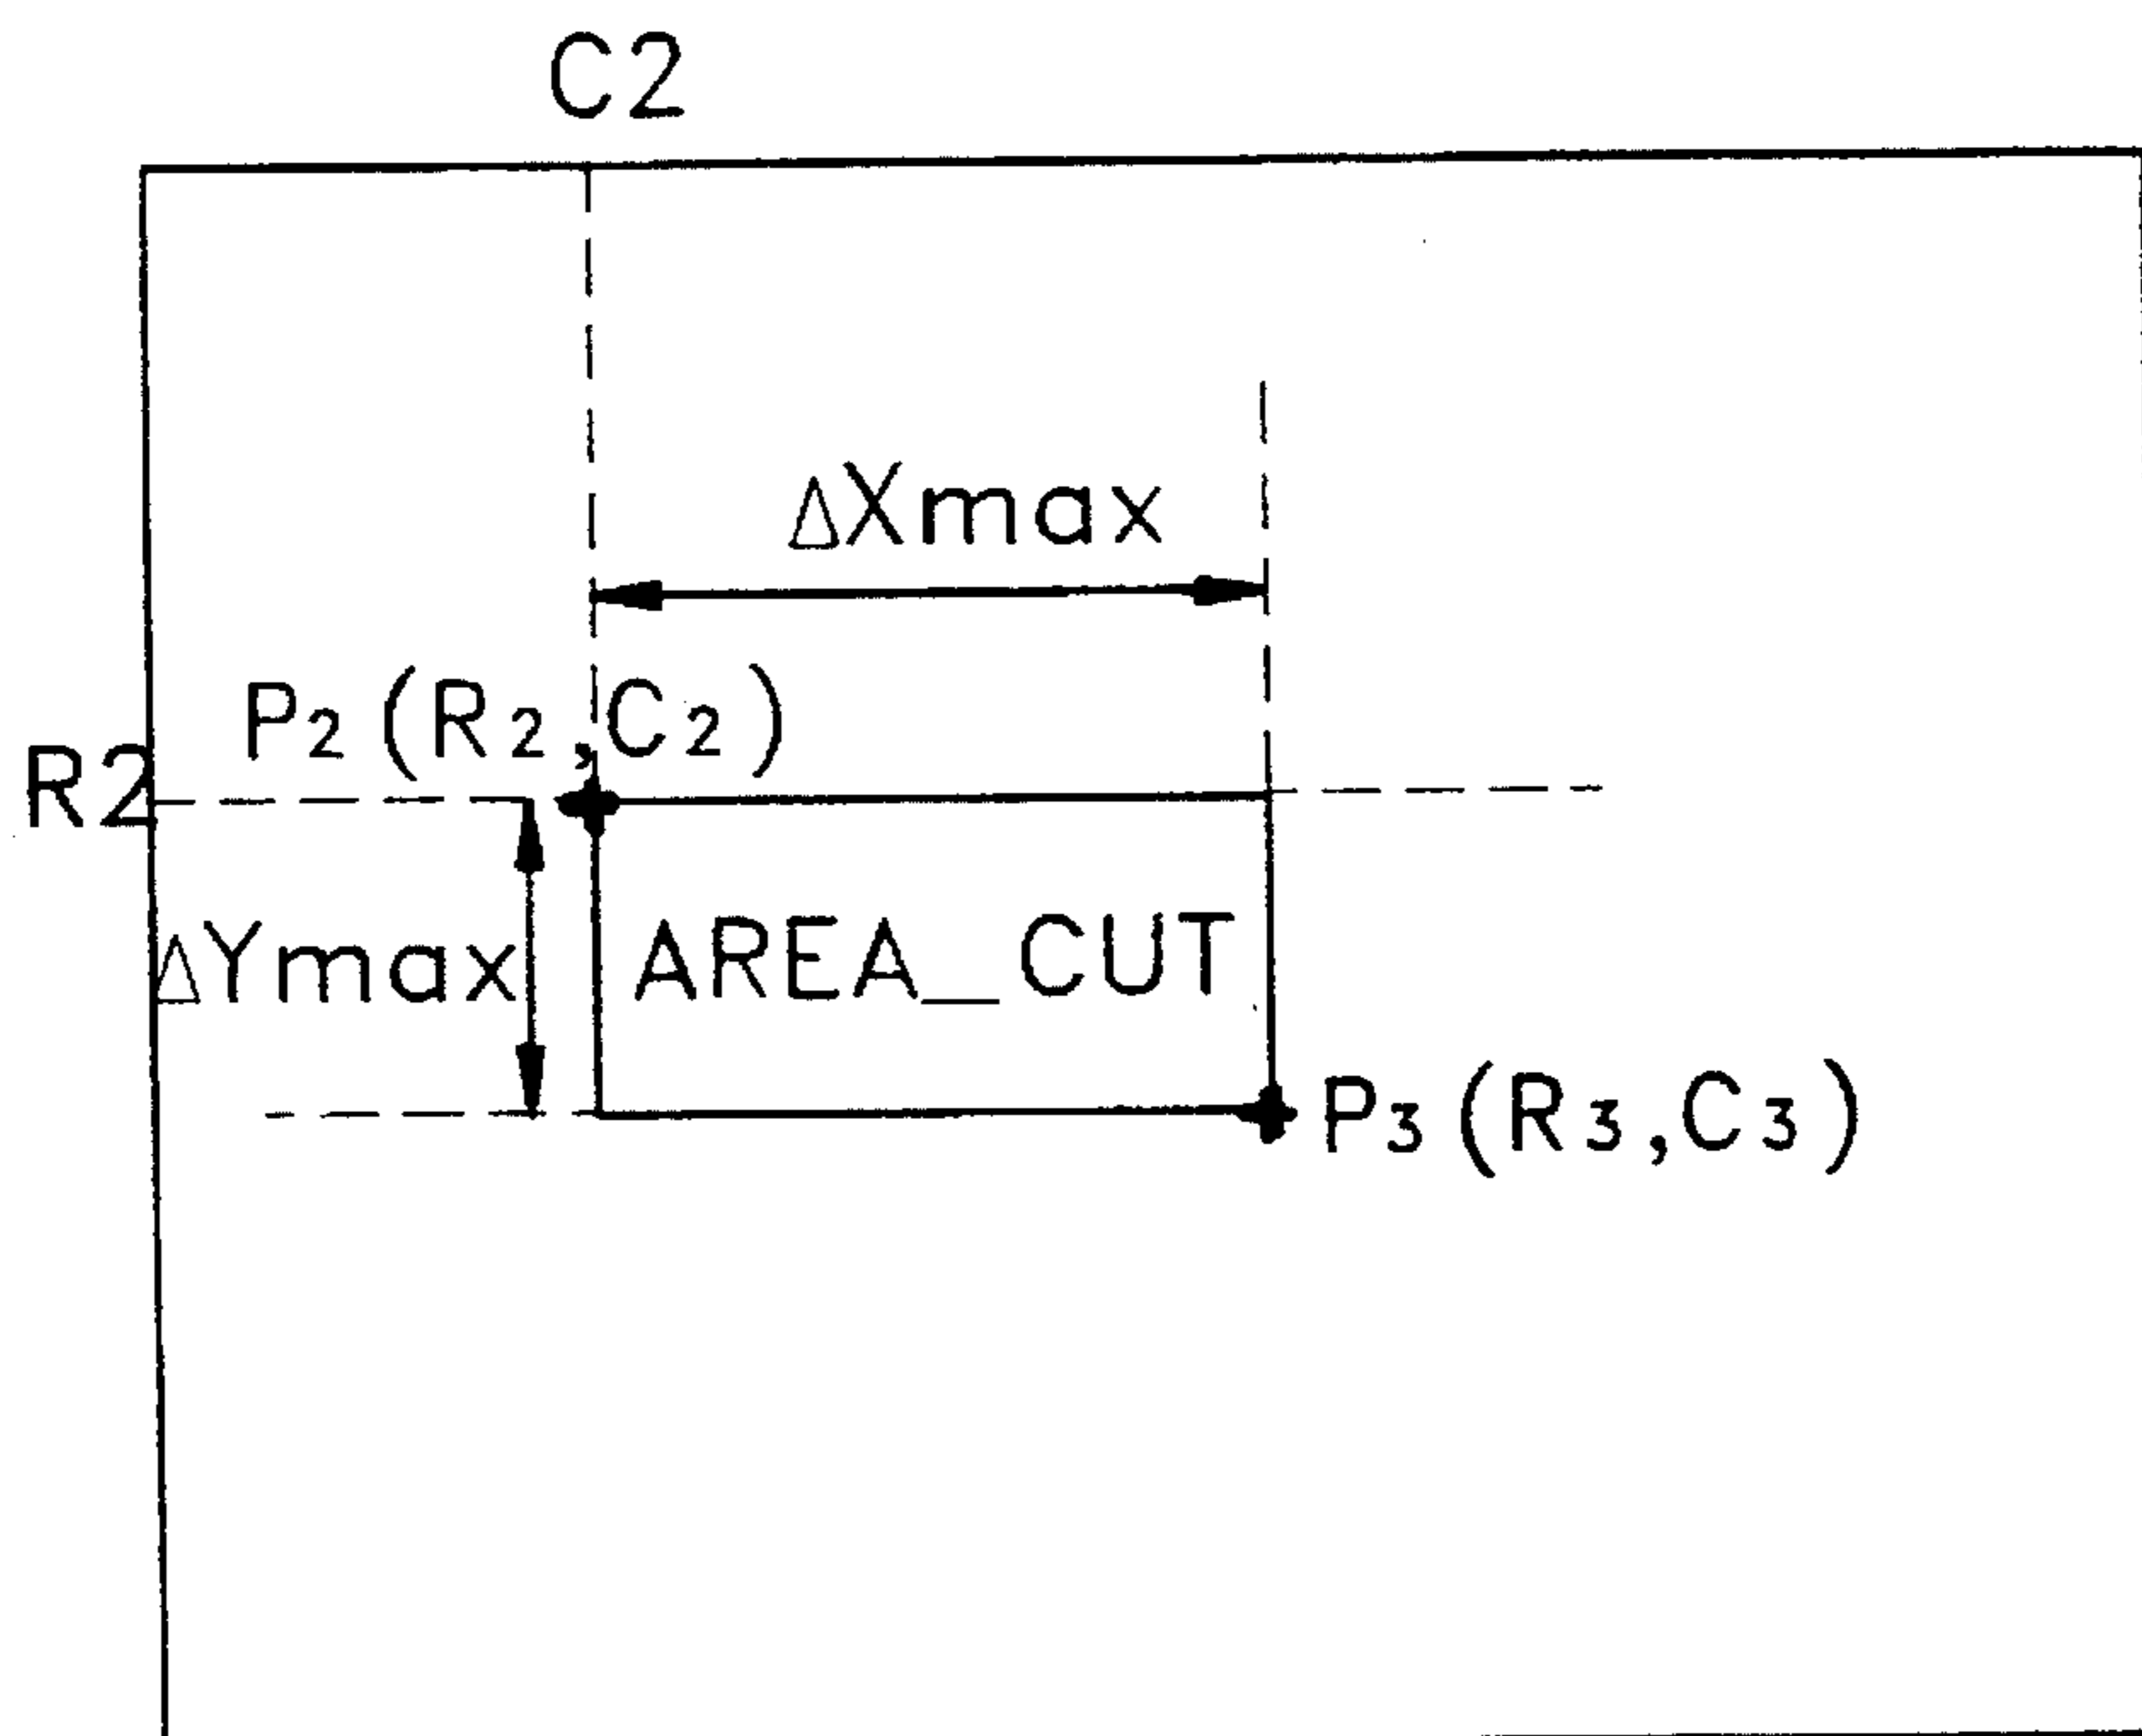 C2
ΔXmax
P2(R2,C2)
R2
ΔYmax
AREA_CUT
P3(R3,C3)